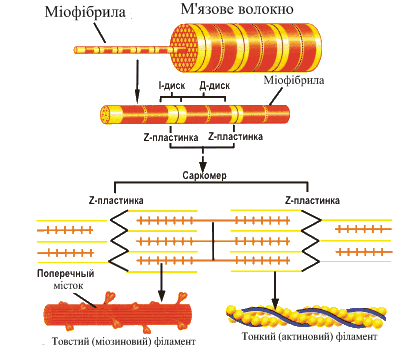 Міофібрила
М'язове волокно
І-диск Д-диск
Міофібрила
Z-пластинка Z-пластинка
Саркомер
Z-пластинка
Z-пластинка
Поперечный
місток
Товстий (міозиновий) філамент
Тонкий (актиновий) філамент